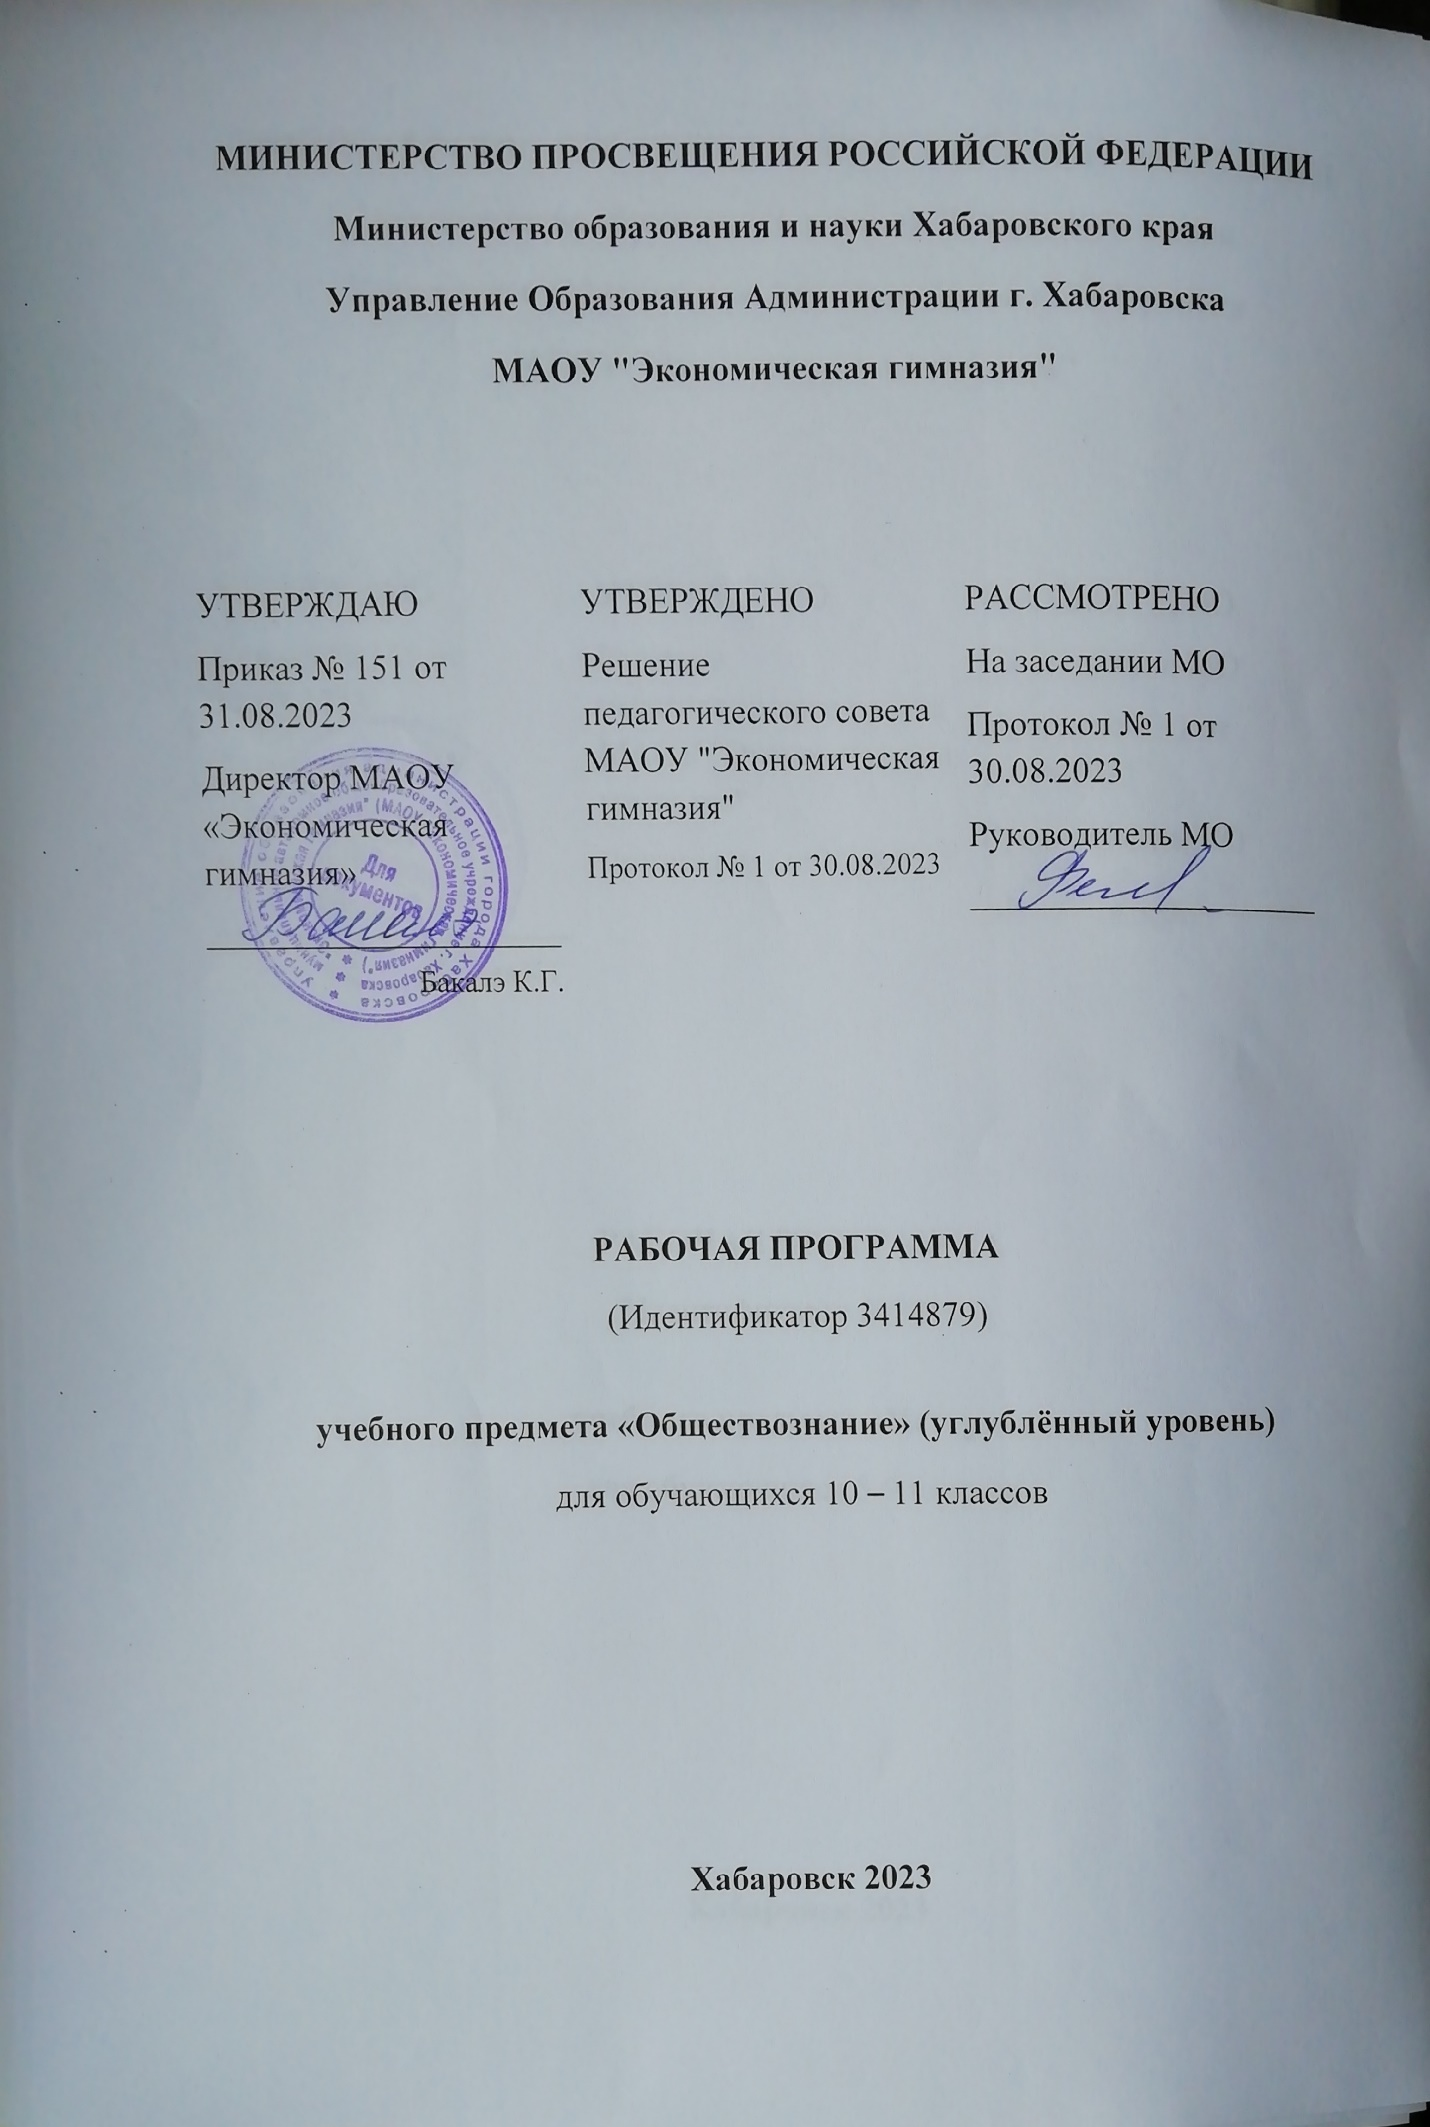 МИНИСТЕРСТВО ПРОСВЕЩЕНИЯ РОССИЙСКОЙ ФЕДЕРАЦИИ
Министерство образования и науки Хабаровского края
Управление Образования Администрации г. Хабаровска
МАОУ "Экономическая гимназия"
УТВЕРЖДАЮ
Приказ № 151 от
31.08.2023
Директор МАОУ
«Экономическая
гимназия»
Бакалэ К.Г.
Для
документов
УТВЕРЖДЕНО
Решение
педагогического совета
МАОУ "Экономическая
гимназия"
Протокол № 1 от 30.08.2023
РАССМОТРЕНО
На заседании МО
Протокол № 1 от
30.08.2023
Руководитель МО
РАБОЧАЯ ПРОГРАММА
(Идентификатор 3414879)
учебного предмета «Обществознание» (углублённый уровень)
для обучающихся 10 – 11 классов
Хабаровск 2023